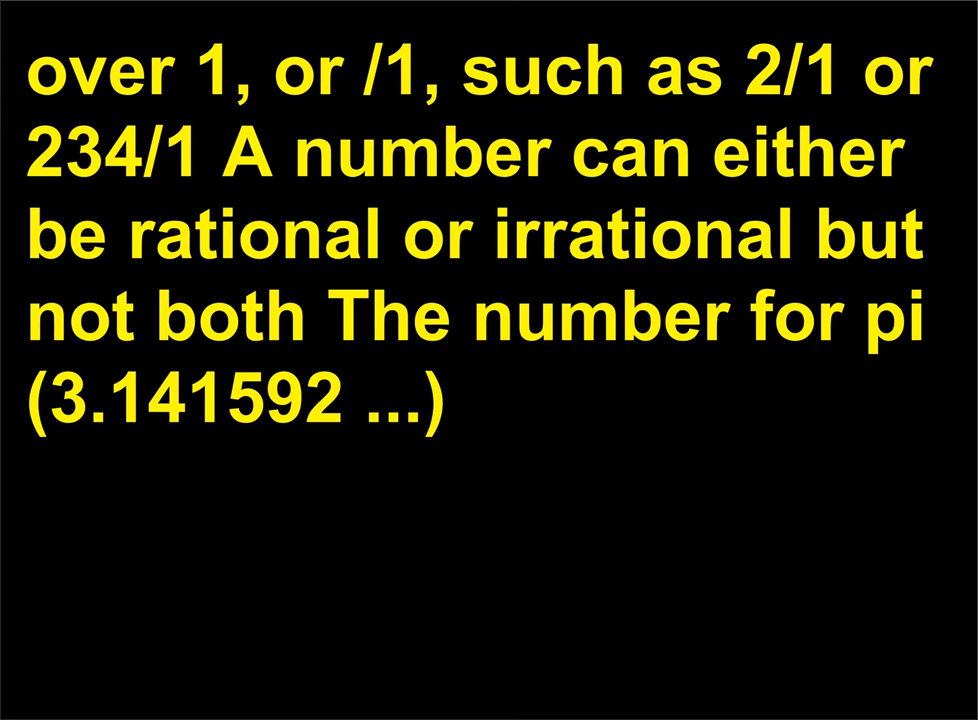 over 1, or /1, such as 2/1 or
234/1 A number can either
be rational or irrational but
not both The number for pi
(3.141592 ...)